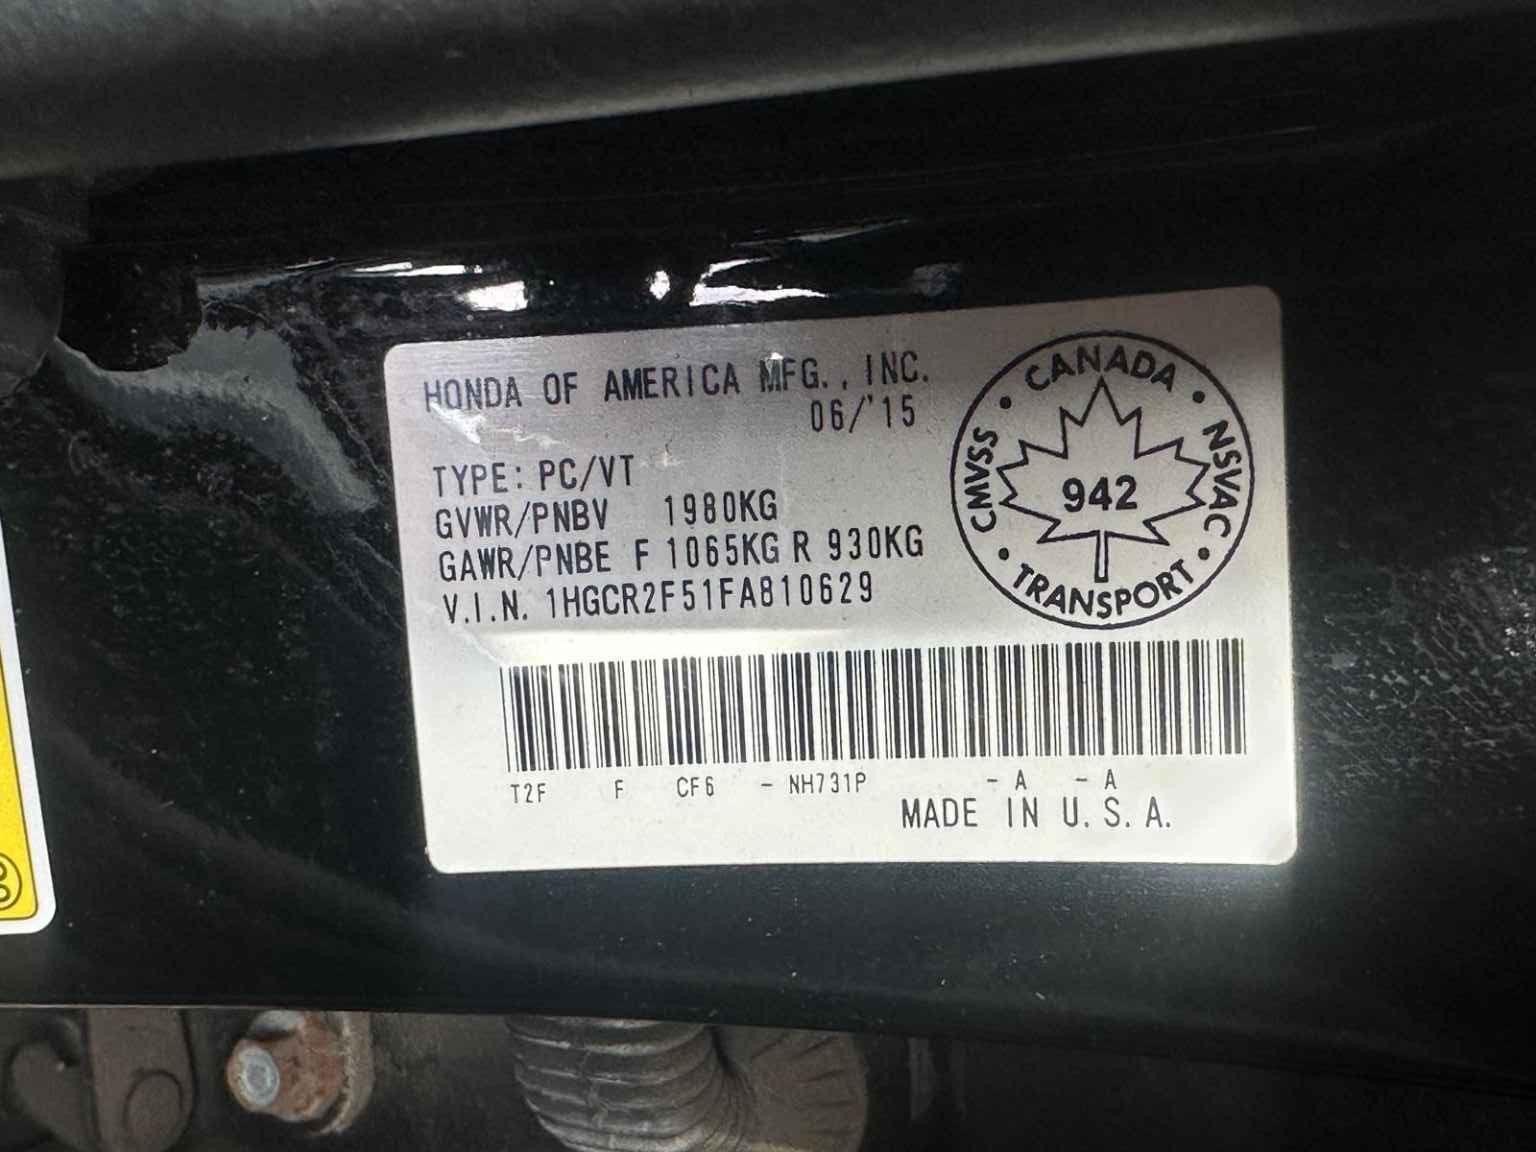 HONDA OF AMERICA MFG., INC.
06/'15
TYPE: PC/VT
GVWR/PNBV 1980KG
GAWR/PNBE F 1065KG R 930KG
V.I.N. 1HGCR2F51FA810629
CANADA • NSVAC • TRANSPORT • CMVSS •
942
T2F F CF6 - NH731P - A - A
MADE IN U.S.A.